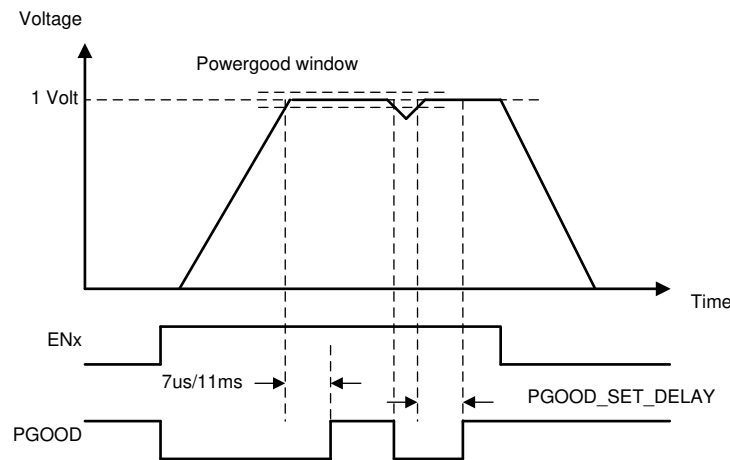 Voltage
Powergood window
1 Volt
Time
ENx
7us/11ms
PGOOD_SET_DELAY
PGOOD